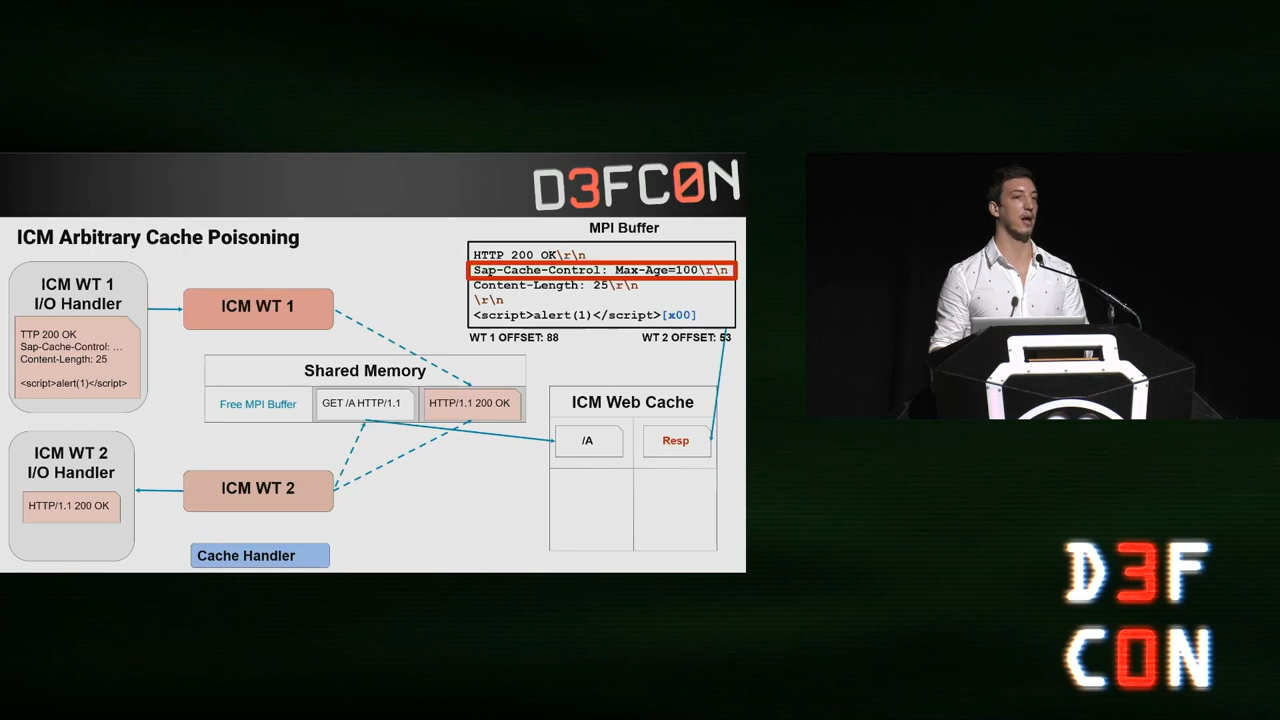 D3FC0N
ICM Arbitrary Cache Poisoning
MPI Buffer
HTTP 200 OK\r\n
Sap-Cache-Control: Max-Age=100\r\n
Content-Length: 25\r\n
\r\n
<script>alert(1)</script>[x00]
WT 1 OFFSET: 88
WT 2 OFFSET: 53
ICM WT 1
I/O Handler
TTP 200 OK
Sap-Cache-Control: ...
Content-Length: 25
<script>alert(1)</script>
ICM WT 1
Shared Memory
Free MPI Buffer
GET /A HTTP/1.1
HTTP/1.1 200 OK
ICM Web Cache
/A
Resp
ICM WT 2
I/O Handler
HTTP/1.1 200 OK
ICM WT 2
Cache Handler
D3F
C0N